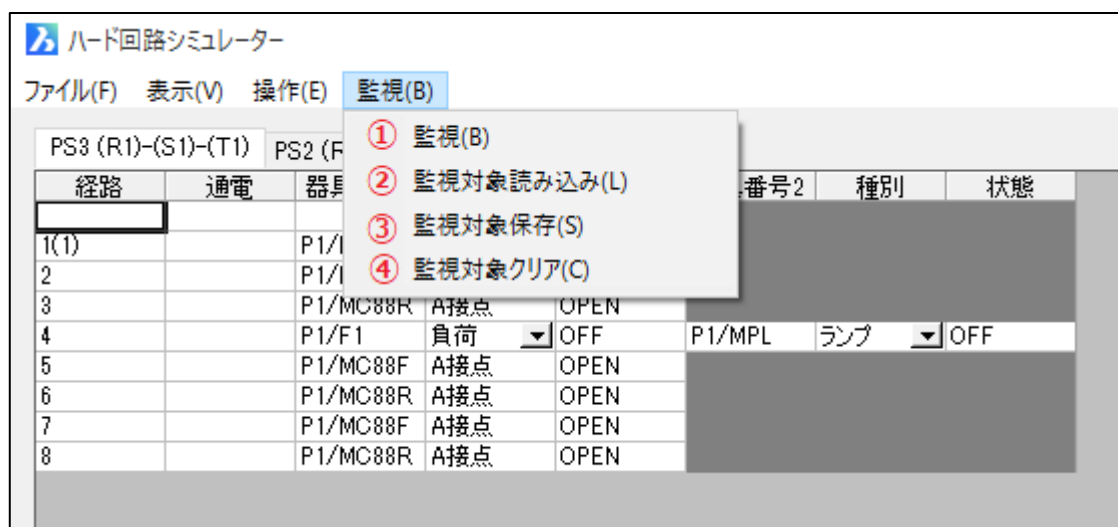 ハード回路シミュレーター
ファイル(F) 表示(V) 操作(E) 監視(B)
PS3 (R1)-(S1)-(T1) PS2 (R
① 監視(B)
② 監視対象読み込み(L)
③ 監視対象保存(S)
④ 監視対象クリア(C)
経路 通電 器具 番号2 種別 状態
1(1) P1/
2 P1/
3 P1/MC88R A接点 OPEN
4 P1/F1 負荷 OFF P1/MPL ランプ OFF
5 P1/MC88F A接点 OPEN
6 P1/MC88R A接点 OPEN
7 P1/MC88F A接点 OPEN
8 P1/MC88R A接点 OPEN